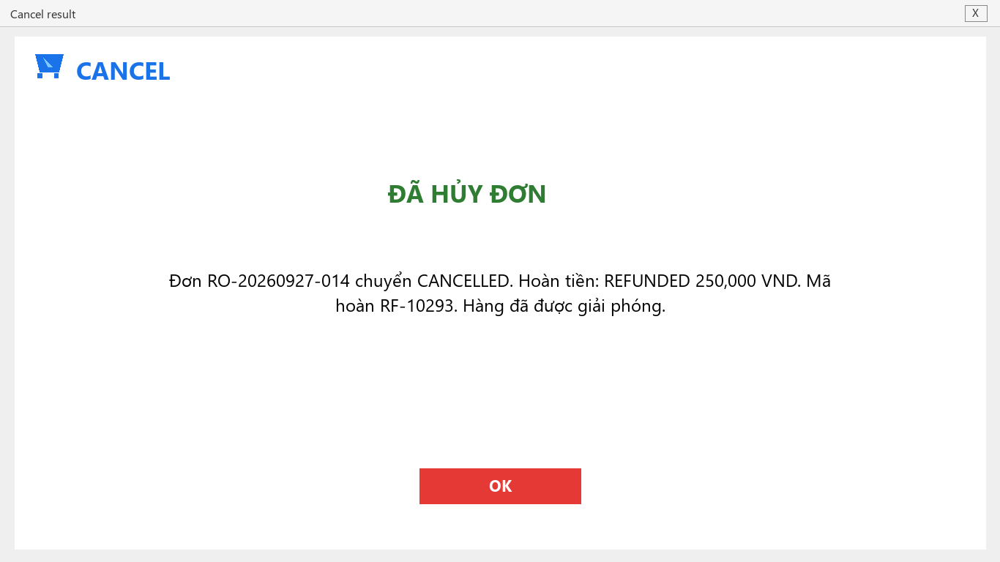 Cancel result
X
CANCEL
ĐÃ HỦY ĐƠN
Đơn RO-20260927-014 chuyển CANCELLED. Hoàn tiền: REFUNDED 250,000 VND. Mã
hoàn RF-10293. Hàng đã được giải phóng.
OK